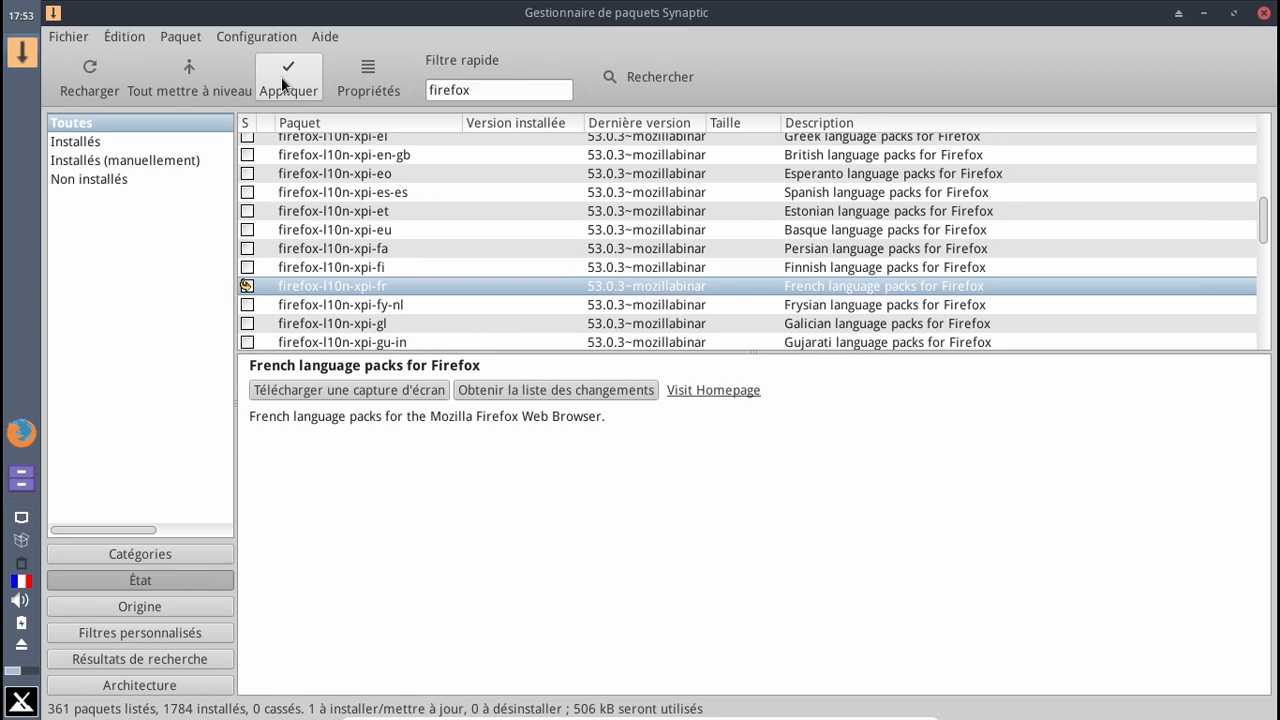 17:53
Gestionnaire de paquets Synaptic
Fichier Édition Paquet Configuration Aide
Recharger Tout mettre à niveau Appliquer Propriétés
Filtre rapide
firefox
Rechercher
Toutes
Installés
Installés (manuellement)
Non installés
S Paquet Version installée Dernière version Taille Description
firefox-l10n-xpi-el 53.0.3~mozillabinar Greek language packs for Firefox
firefox-l10n-xpi-en-gb 53.0.3~mozillabinar British language packs for Firefox
firefox-l10n-xpi-eo 53.0.3~mozillabinar Esperanto language packs for Firefox
firefox-l10n-xpi-es-es 53.0.3~mozillabinar Spanish language packs for Firefox
firefox-l10n-xpi-et 53.0.3~mozillabinar Estonian language packs for Firefox
firefox-l10n-xpi-eu 53.0.3~mozillabinar Basque language packs for Firefox
firefox-l10n-xpi-fa 53.0.3~mozillabinar Persian language packs for Firefox
firefox-l10n-xpi-fi 53.0.3~mozillabinar Finnish language packs for Firefox
firefox-l10n-xpi-fr 53.0.3~mozillabinar French language packs for Firefox
firefox-l10n-xpi-fy-nl 53.0.3~mozillabinar Frysian language packs for Firefox
firefox-l10n-xpi-gl 53.0.3~mozillabinar Galician language packs for Firefox
firefox-l10n-xpi-gu-in 53.0.3~mozillabinar Gujarati language packs for Firefox
French language packs for Firefox
Télécharger une capture d'écran Obtenir la liste des changements Visit Homepage
French language packs for the Mozilla Firefox Web Browser.
Catégories
État
Origine
Filtres personnalisés
Résultats de recherche
Architecture
361 paquets listés, 1784 installés, 0 cassés. 1 à installer/mettre à jour, 0 à désinstaller ; 506 kB seront utilisés